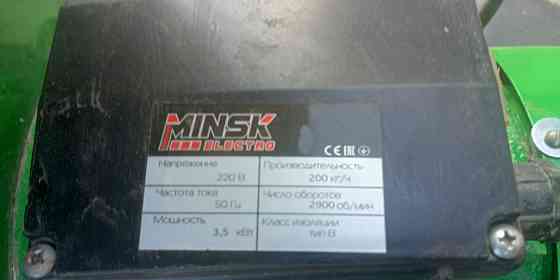 MINSK
ELECTRO
CE EAC
Напряжение
220 В
Производительность
200 кг/ч
Частота тока
50 Гц
Число оборотов
2900 об/мин
Мощность
3,5 кВт
Класс изоляции
тип В